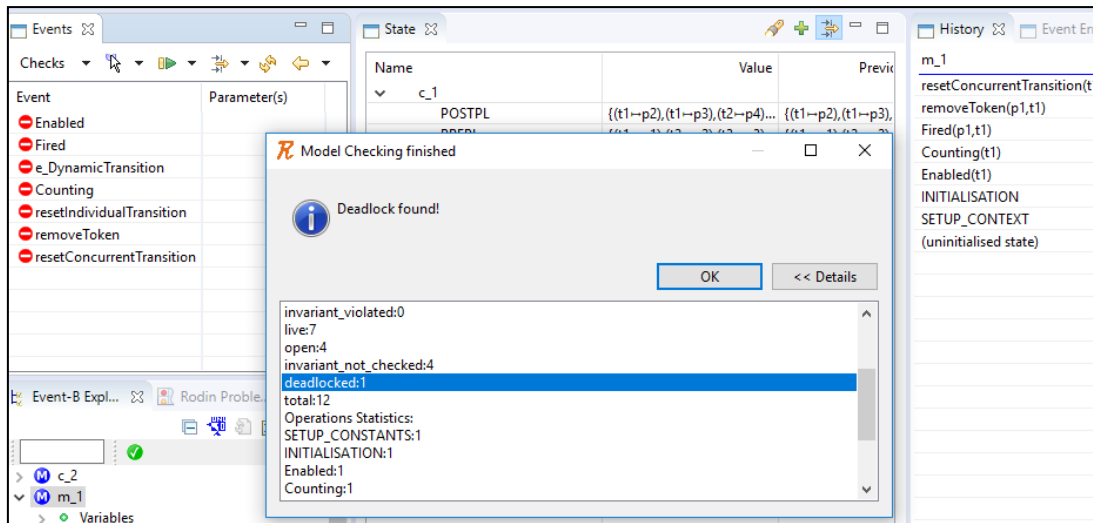 Events
Checks
Event Parameter(s)
Enabled
Fired
e_DynamicTransition
Counting
resetIndividualTransition
removeToken
resetConcurrentTransition
Event-B Expl... Rodin Proble..
c_2
m_1
Variables
State
Name Value Previc
c_1
POSTPL {(t1↦p2),(t1↦p3),(t2↦p4)... {(t1↦p2),(t1↦p3),
Model Checking finished
Deadlock found!
OK << Details
invariant_violated:0
live:7
open:4
invariant_not_checked:4
deadlocked:1
total:12
Operations Statistics:
SETUP_CONSTANTS:1
INITIALISATION:1
Enabled:1
Counting:1
History Event En
m_1
resetConcurrentTransition(t
removeToken(p1,t1)
Fired(p1,t1)
Counting(t1)
Enabled(t1)
INITIALISATION
SETUP_CONTEXT
(uninitialised state)